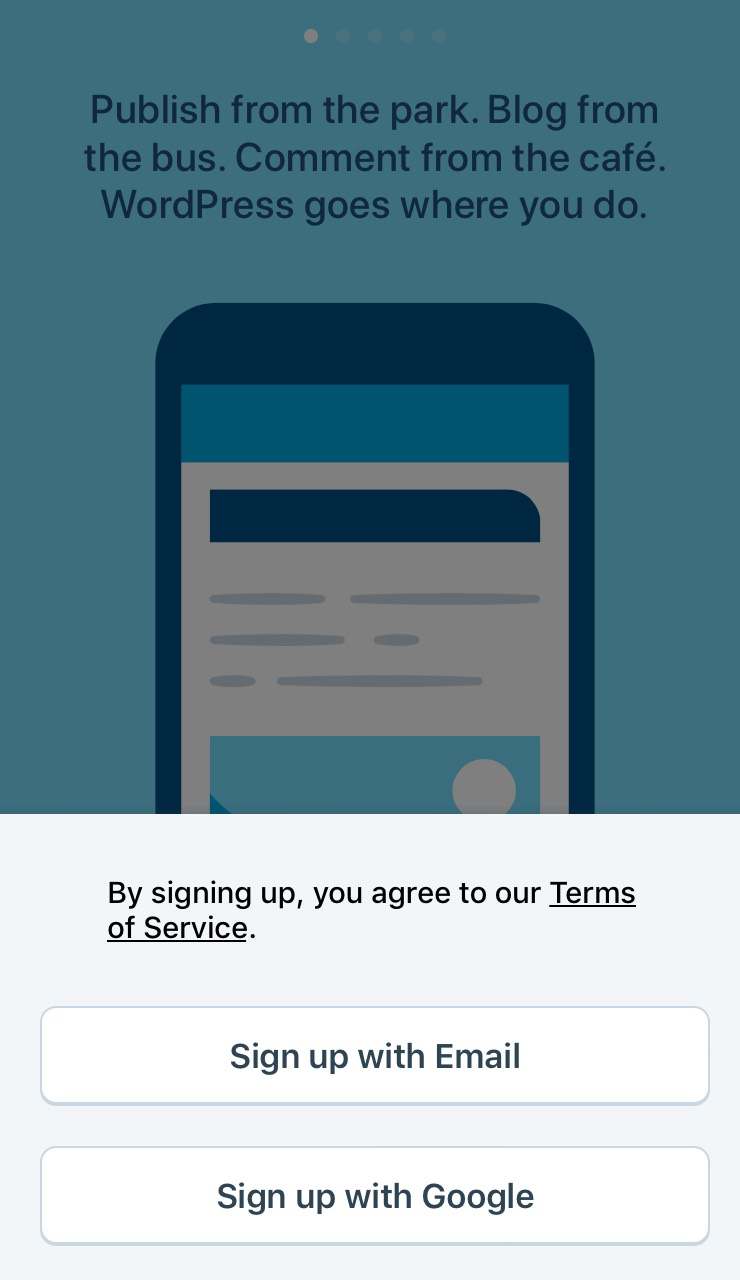 Publish from the park. Blog from
the bus. Comment from the café.
WordPress goes where you do.
By signing up, you agree to our Terms
of Service.
Sign up with Email
Sign up with Google